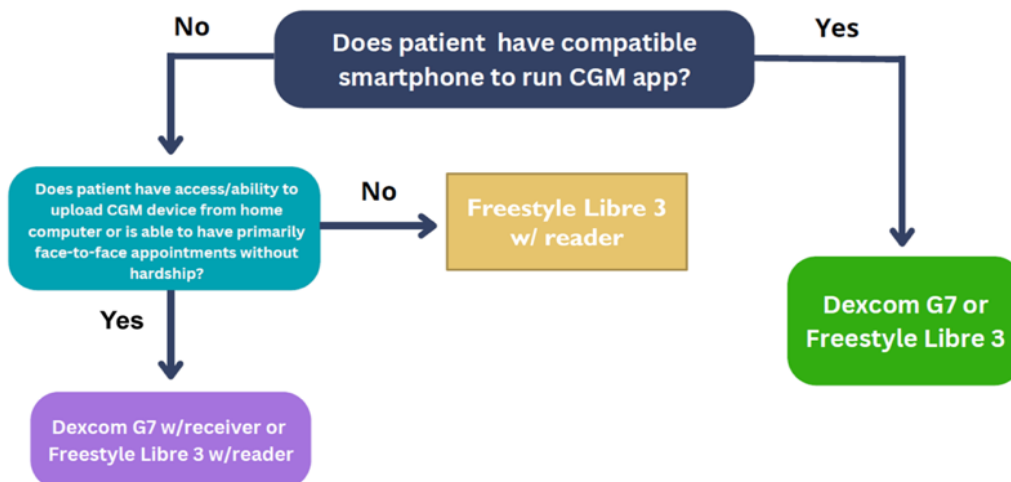 No
Does patient have compatible
smartphone to run CGM app?
Yes
Does patient have access/ability to
upload CGM device from home
computer or is able to have primarily
face-to-face appointments without
hardship?
No
Freestyle Libre 3
w/ reader
Dexcom G7 or
Freestyle Libre 3
Yes
Dexcom G7 w/receiver or
Freestyle Libre 3 w/reader